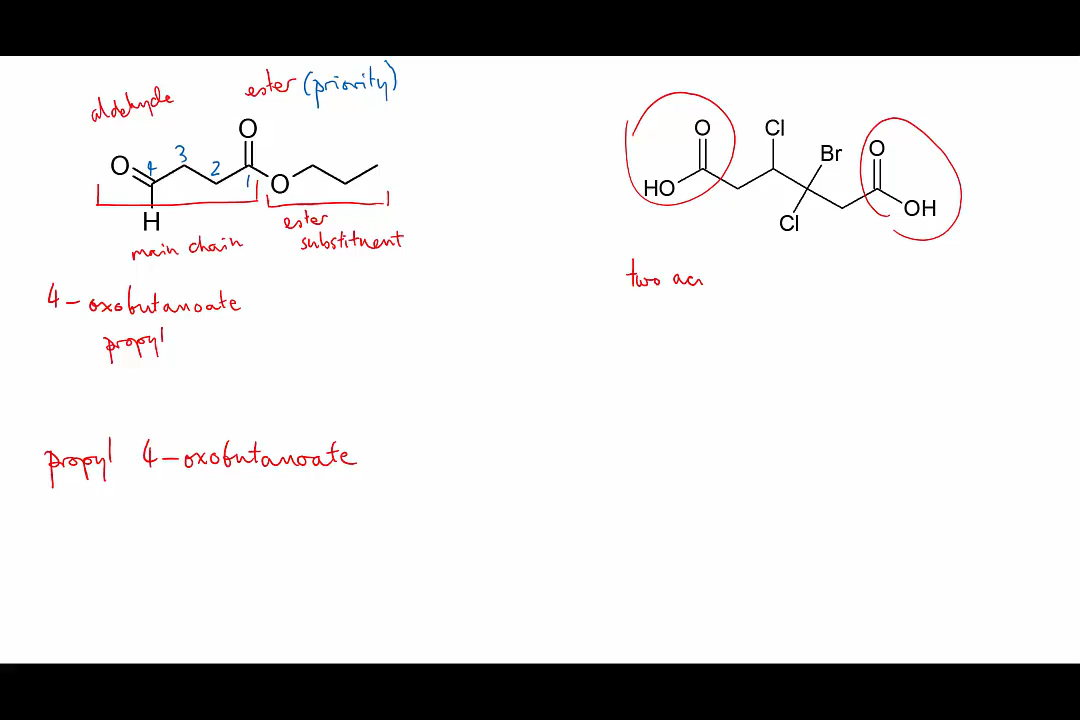 aldehyde
ester (priority)
O
O
4 3 2 1
O
H
main chain
ester
substituent
4-oxobutanoate
propyl
propyl 4-oxobutanoate
O
Cl
Br
O
HO
OH
Cl
two aci